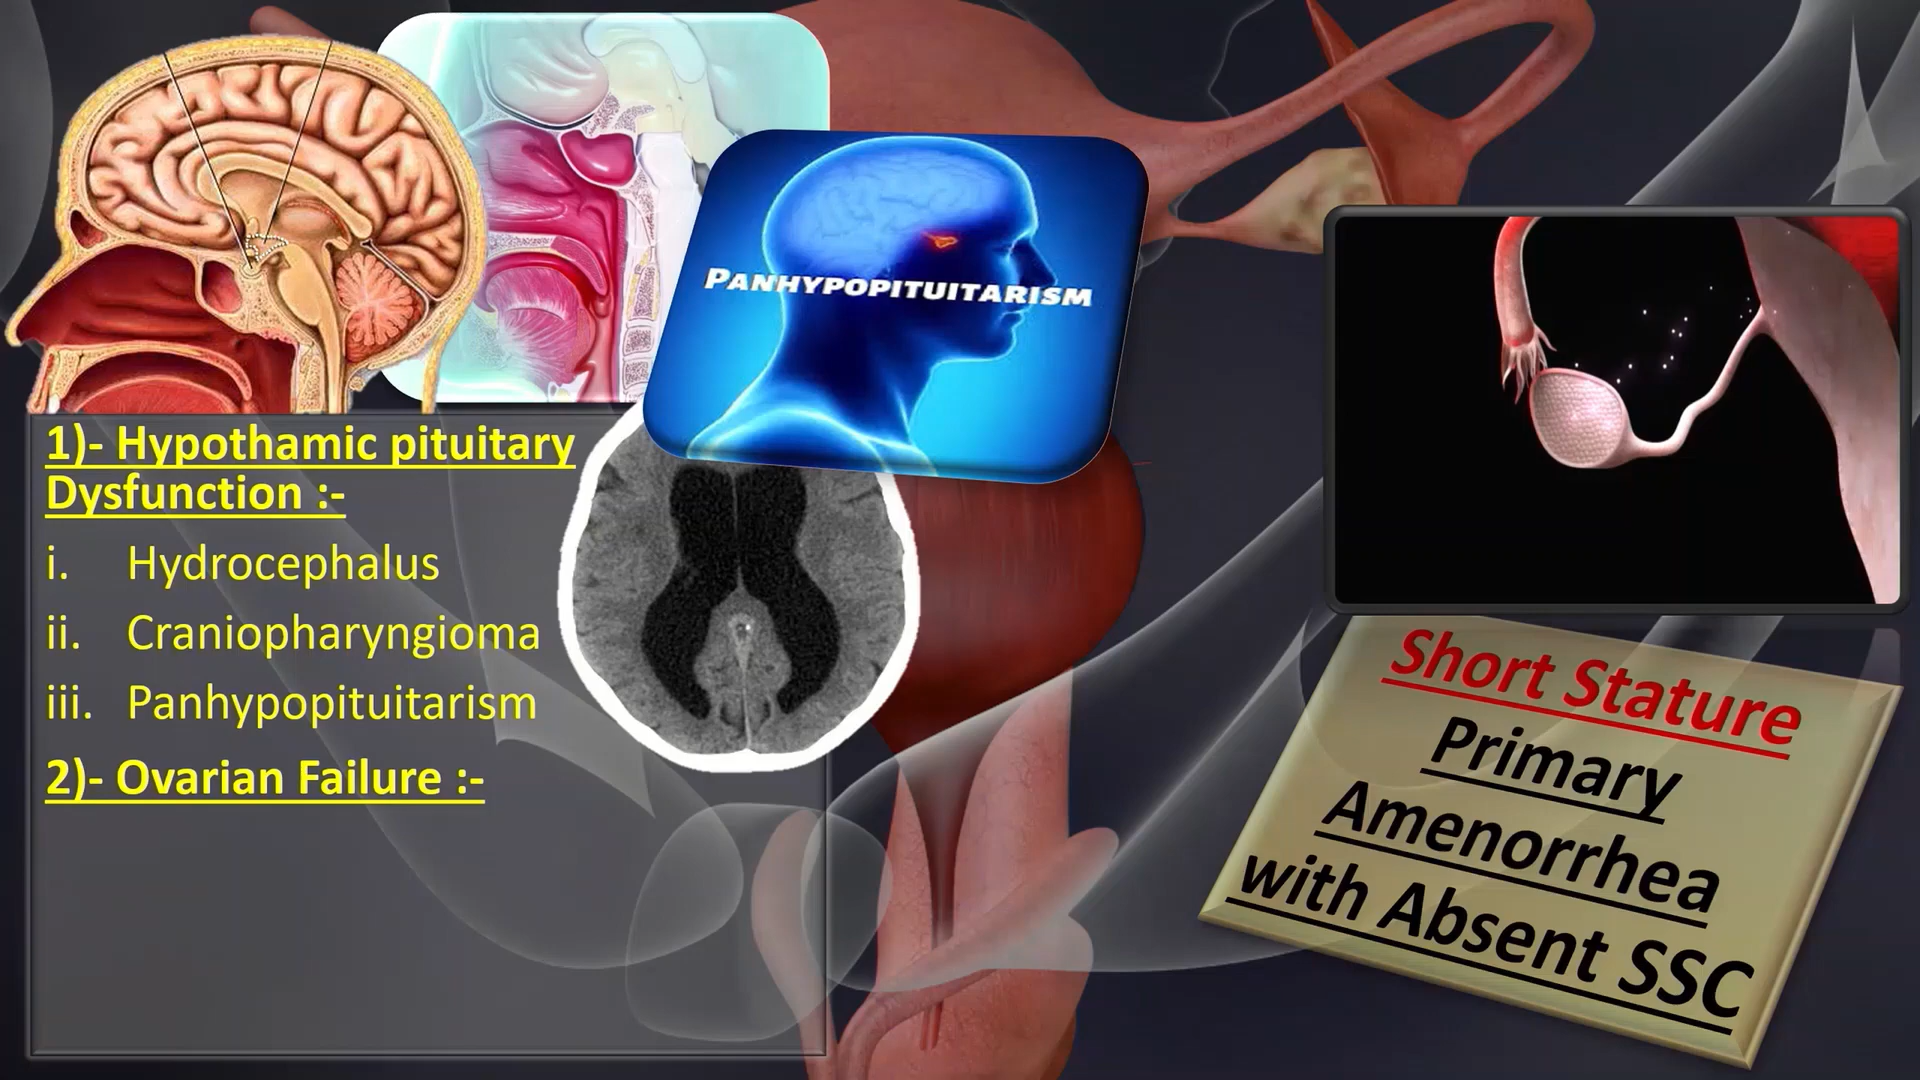 PANHYPOPITUITARISM
1)- Hypothamic pituitary
Dysfunction :-
i. Hydrocephalus
ii. Craniopharyngioma
iii. Panhypopituitarism
2)- Ovarian Failure :-
Short Stature
Primary
Amenorrhea
with Absent SSC